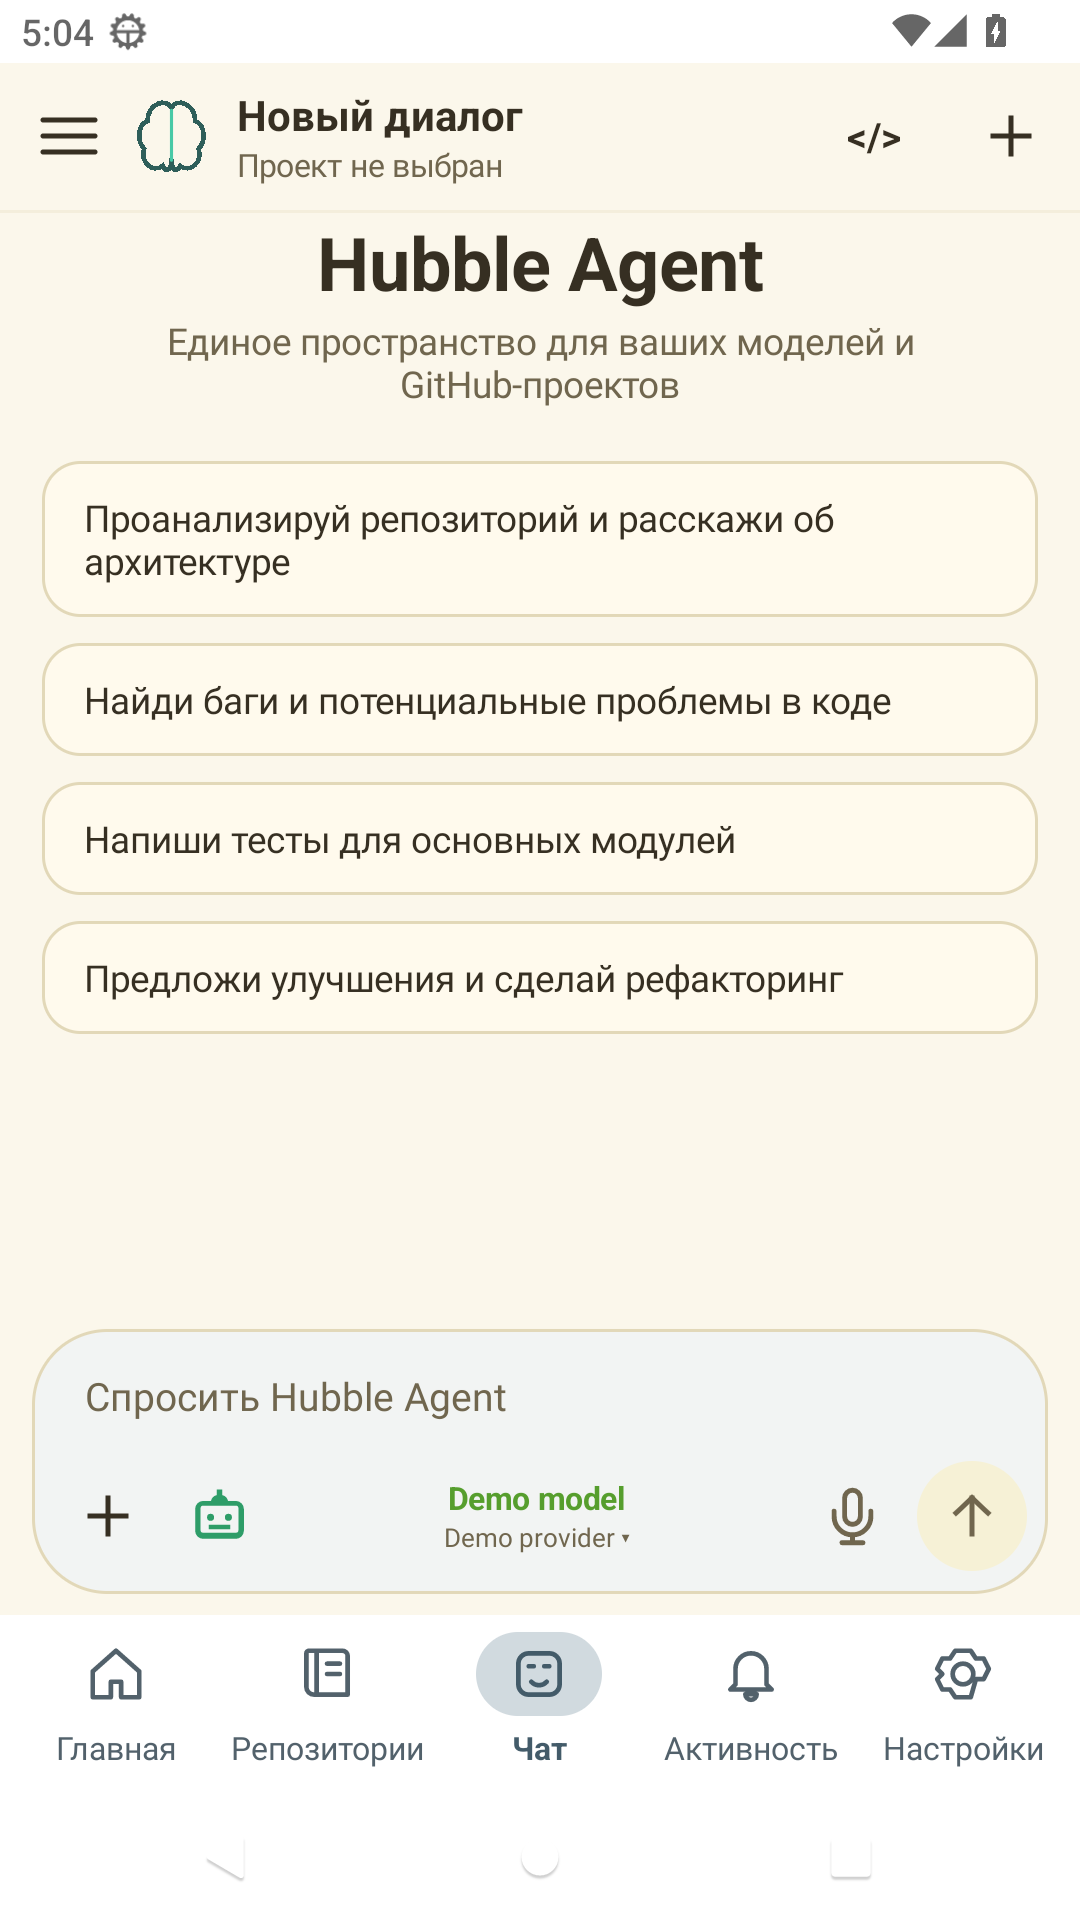 5:04
Новый диалог
Проект не выбран
</>
Hubble Agent
Единое пространство для ваших моделей и
GitHub-проектов
Проанализируй репозиторий и расскажи об
архитектуре
Найди баги и потенциальные проблемы в коде
Напиши тесты для основных модулей
Предложи улучшения и сделай рефакторинг
Спросить Hubble Agent
Demo model
Demo provider ▾
Главная
Репозитории
Чат
Активность
Настройки